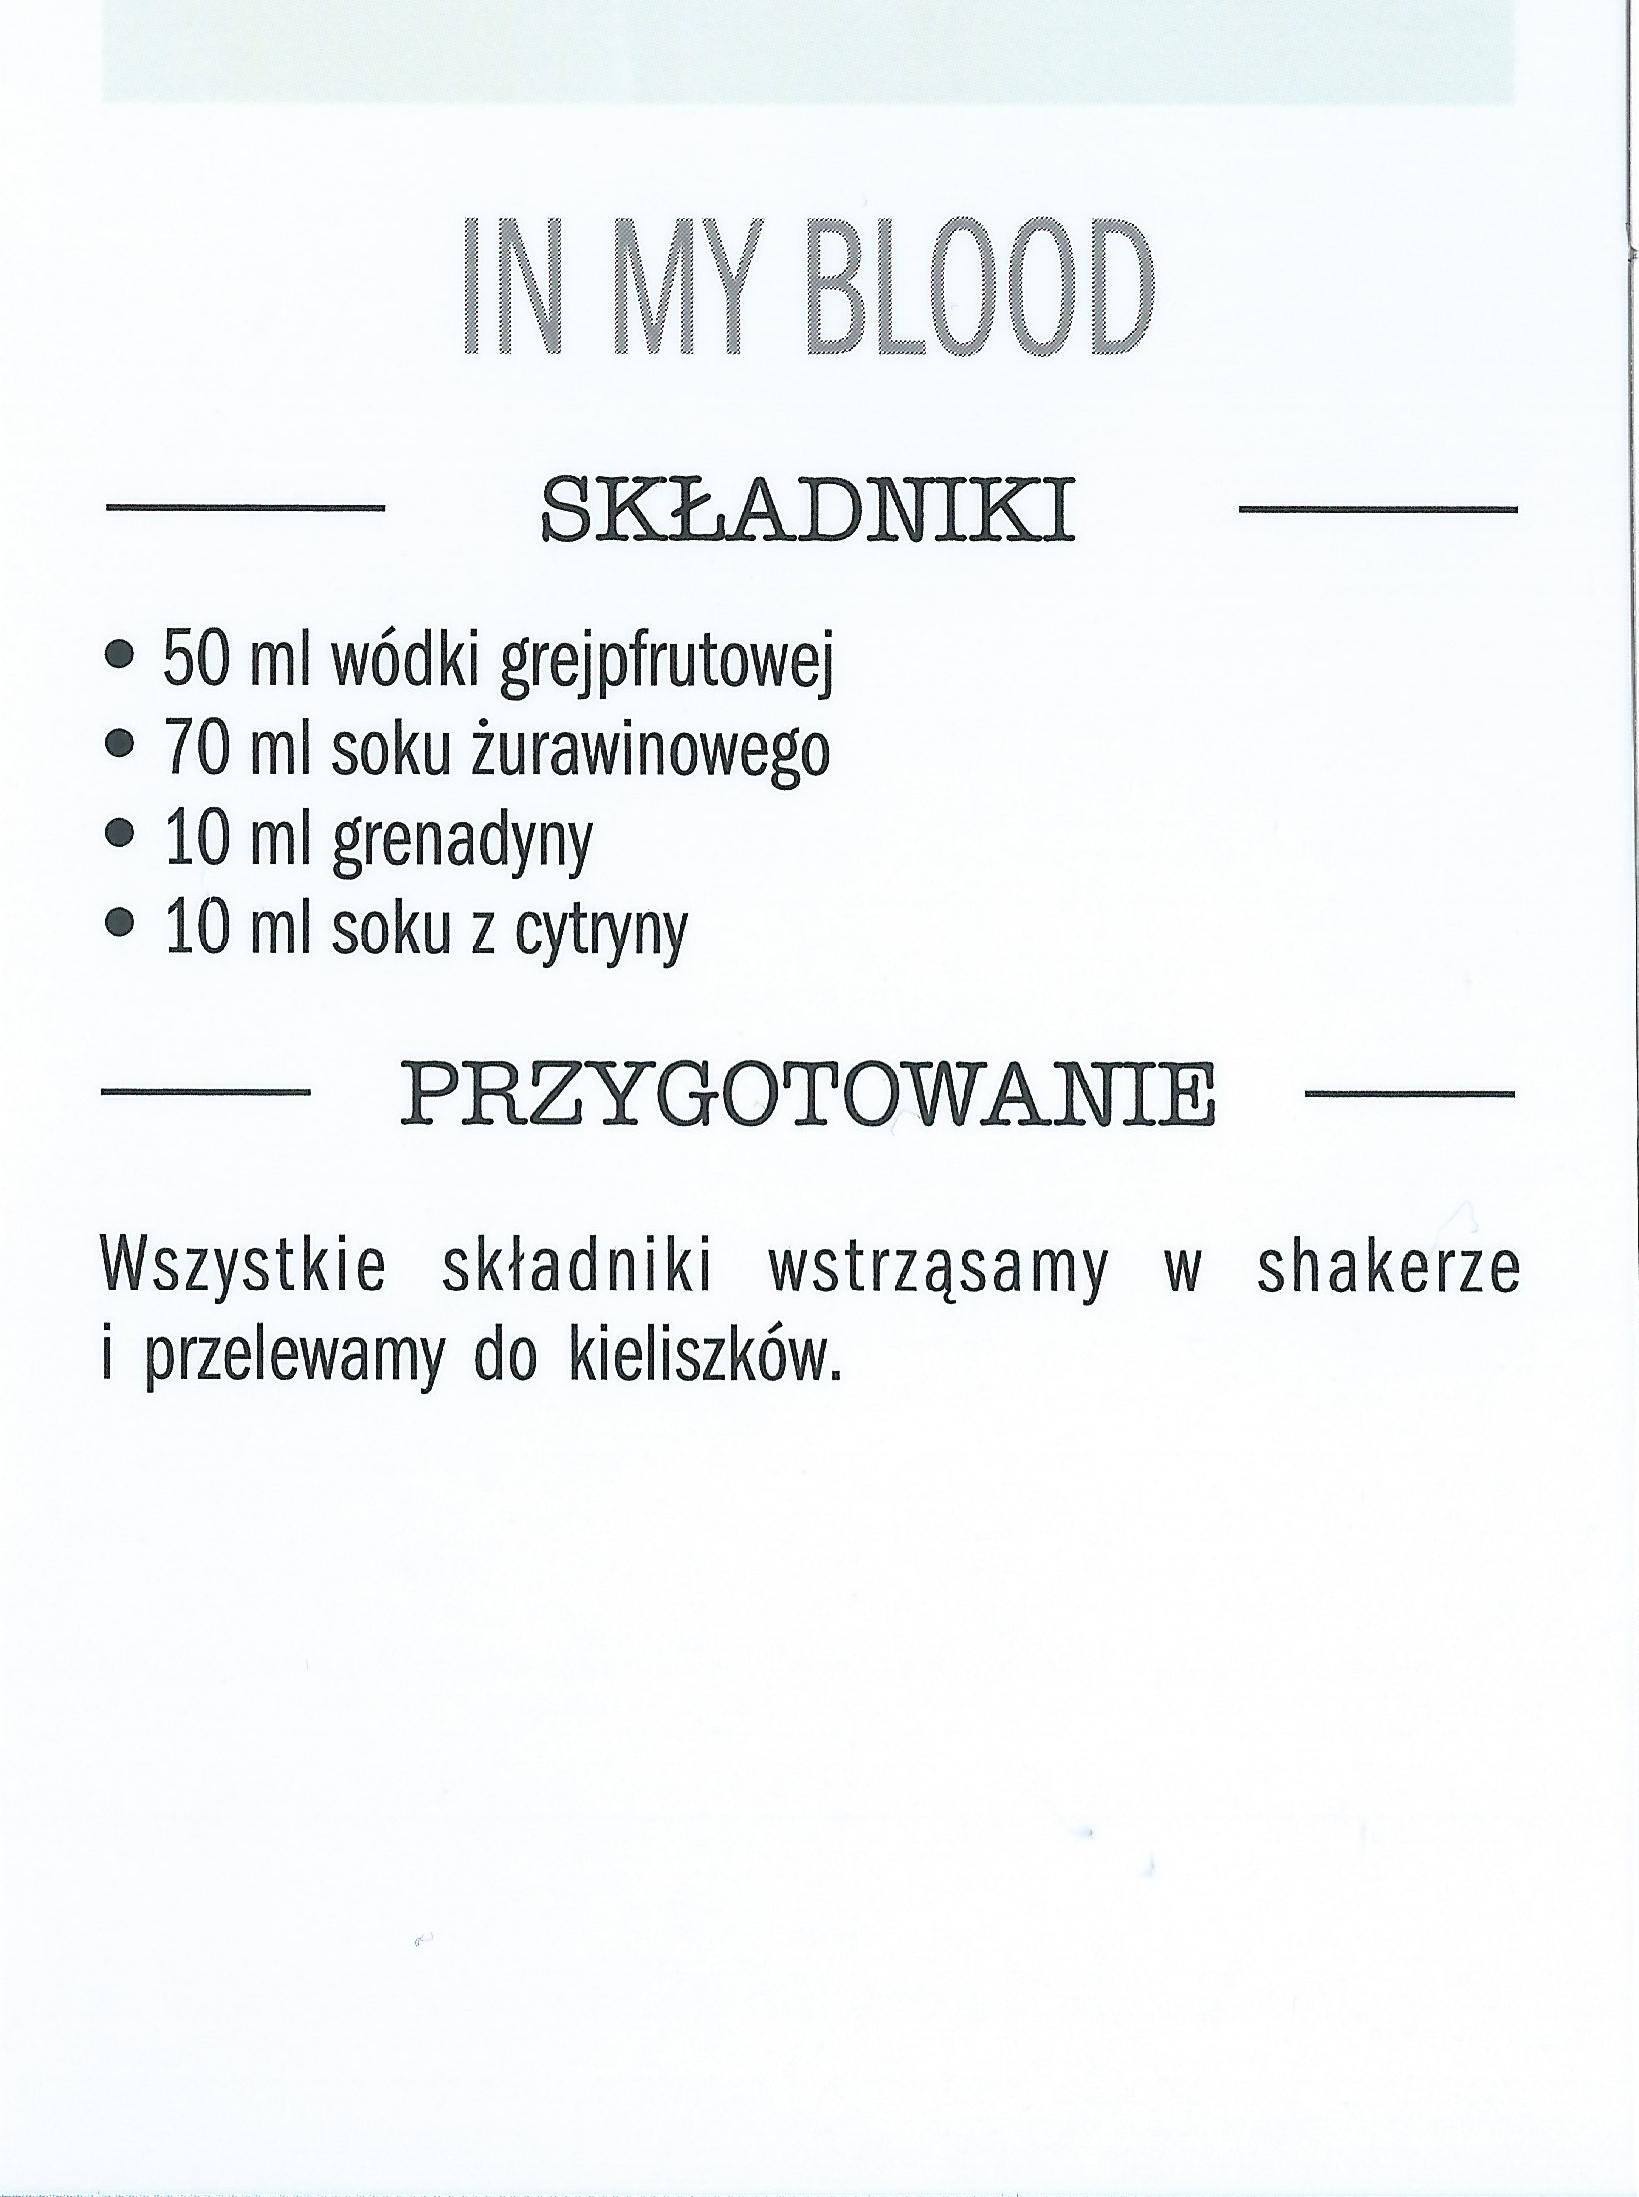 IN MY BLOOD
SKŁADNIKI
• 50 ml wódki grejpfrutowej
• 70 ml soku żurawinowego
• 10 ml grenadyny
• 10 ml soku z cytryny
PRZYGOTOWANIE
Wszystkie składniki wstrząsamy w shakerze
i przelewamy do kieliszków.